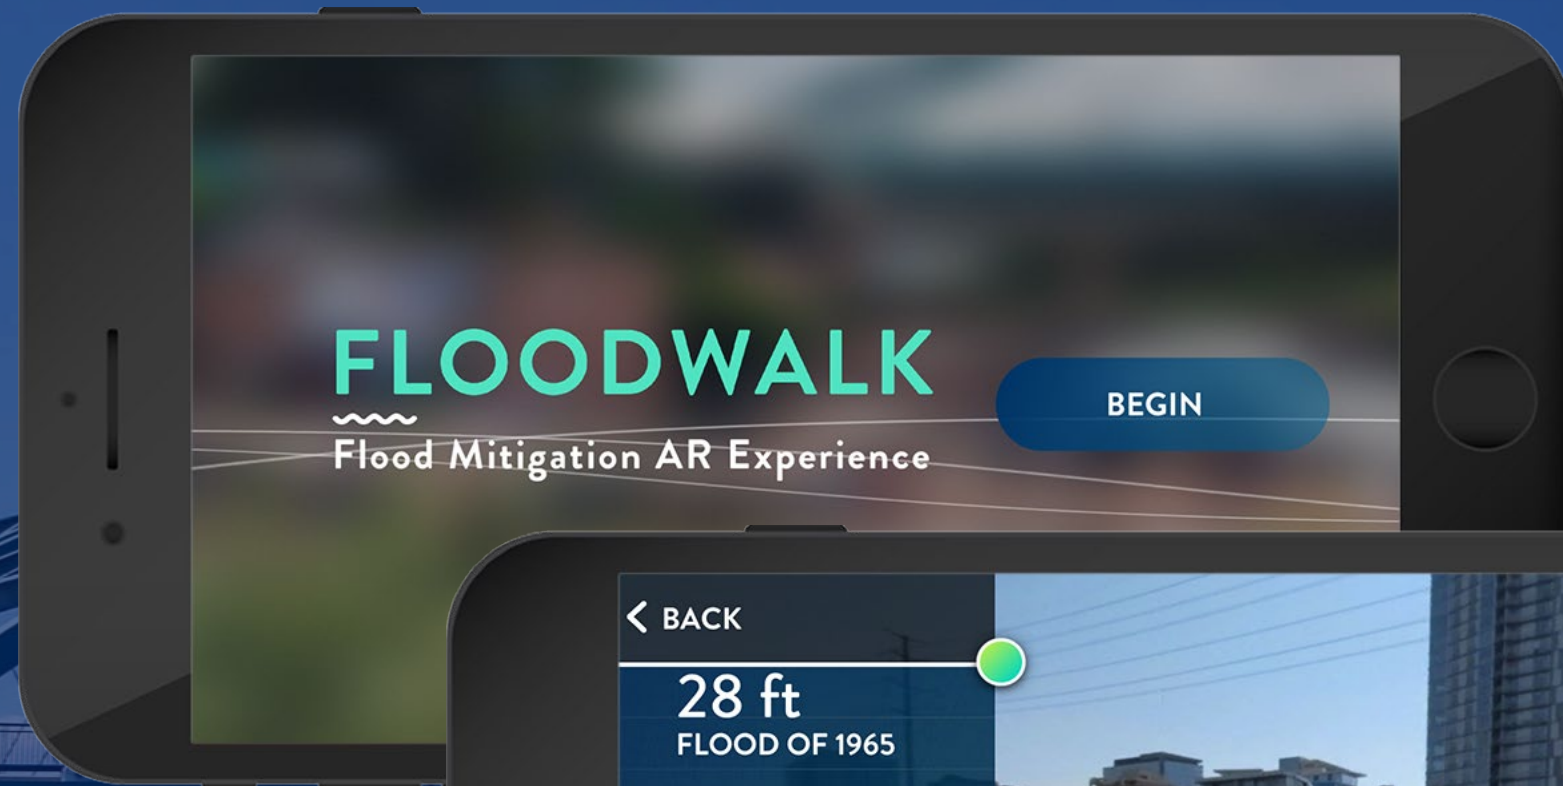 FLOODWALK
Flood Mitigation AR Experience
BEGIN
BACK
28 ft
FLOOD OF 1965